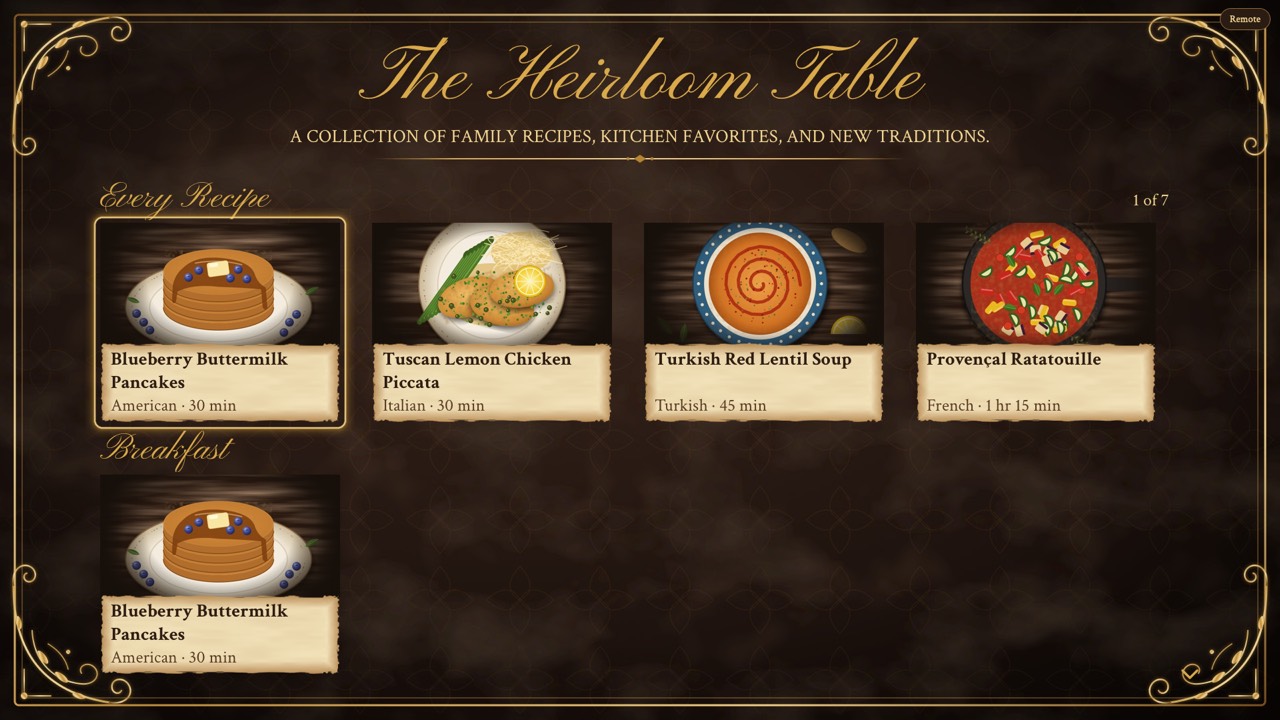 Remote
The Heirloom Table
A COLLECTION OF FAMILY RECIPES, KITCHEN FAVORITES, AND NEW TRADITIONS.
Every Recipe
1 of 7
Blueberry Buttermilk
Pancakes
American · 30 min
Tuscan Lemon Chicken
Piccata
Italian · 30 min
Turkish Red Lentil Soup
Turkish · 45 min
Provençal Ratatouille
French · 1 hr 15 min
Breakfast
Blueberry Buttermilk
Pancakes
American · 30 min